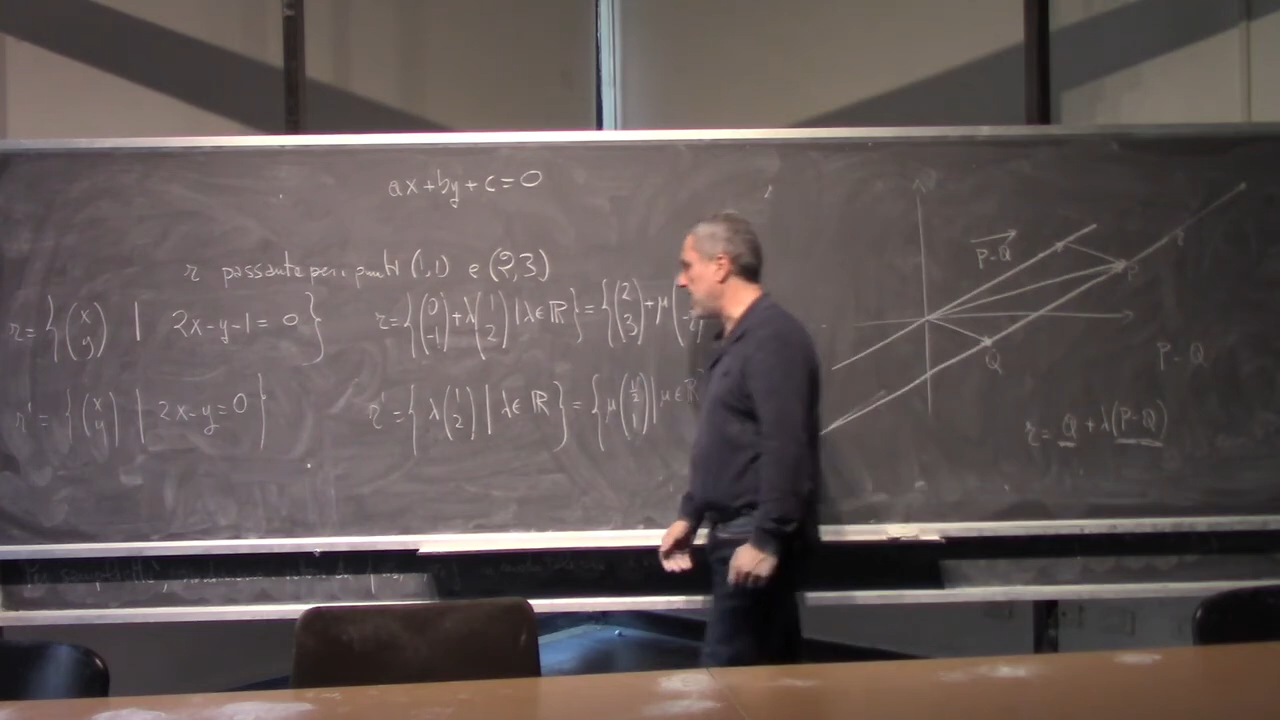 ax+by+c=0
r passante per i punti (1,1) e (2,3)
r={(x y) | 2x-y-1=0} r={(0 -1)+λ(1 2)|λ∈ℝ}={(2 3)+μ(
r'={(x y) | 2x-y=0} r'={λ(1 2)|λ∈ℝ}={μ(1/2 1)|μ∈ℝ
P-Q
P
r
Q
P-Q
r=Q+λ(P-Q)